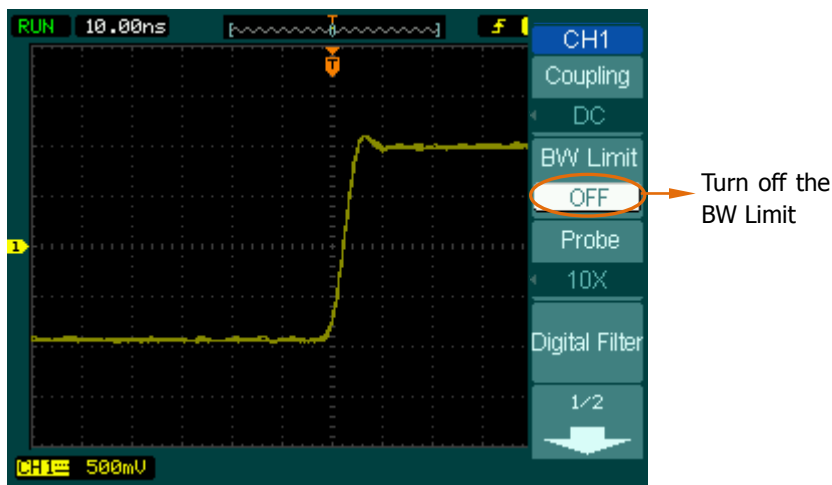 RUN 10.00ns T
CH1
T
Coupling
DC
BW Limit
OFF
Turn off the
BW Limit
Probe
1
10X
Digital Filter
1/2
CH1 500mV